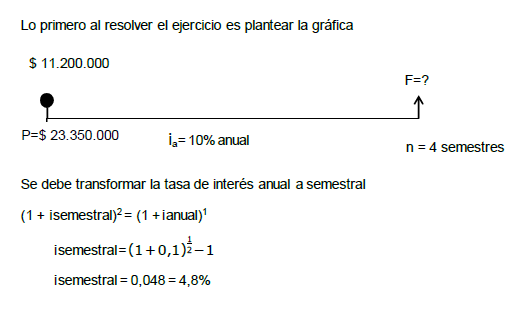 Lo primero al resolver el ejercicio es plantear la gráfica
$ 11.200.000
F=?
P=$ 23.350.000
iₐ= 10% anual
n = 4 semestres
Se debe transformar la tasa de interés anual a semestral
(1 + isemestral)² = (1 + ianual)¹
isemestral=(1+0,1)^{1/2}−1
isemestral = 0,048 = 4,8%